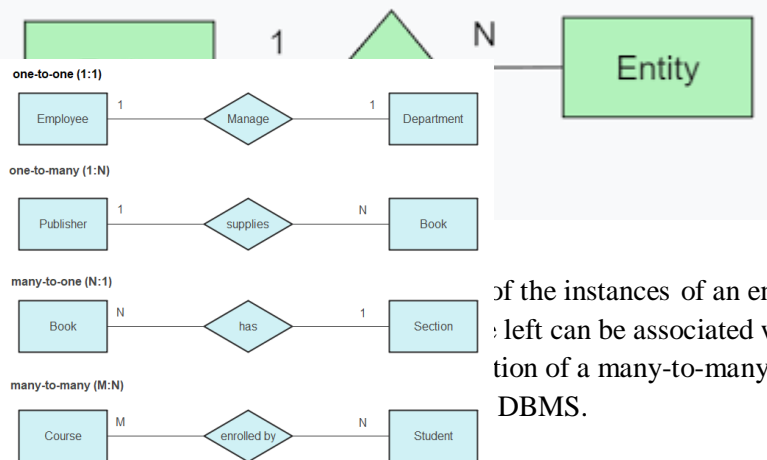 1 N
Entity
one-to-one (1:1)
1 1
Employee Manage Department
one-to-many (1:N)
1 N
Publisher supplies Book
many-to-one (N:1)
N 1
Book has Section
many-to-many (M:N)
M N
Course enrolled by Student
of the instances of an
left can be associated
of a many-to-many
DBMS.